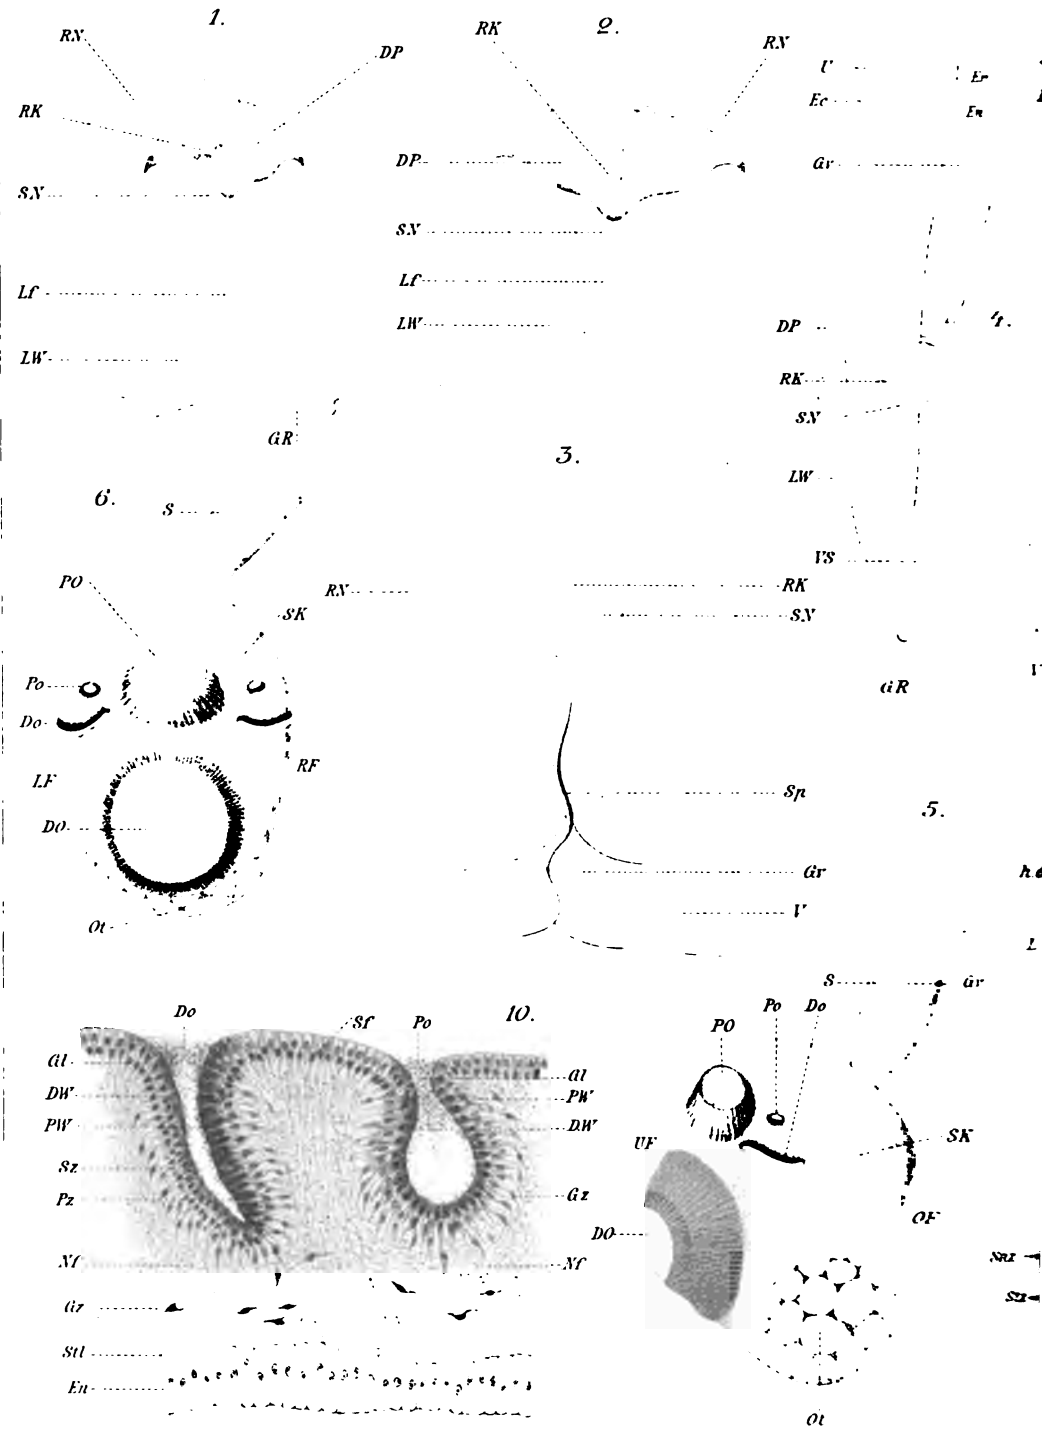 1.
RN
DP
RK
SN
Lf
LW
2.
RK
RN
DP
SN
Lf
LW
U
Er
Ec
En
Gr
4.
DP
RK
SN
LW
VS
GR
GR
6.
S
PO
SK
Po
Do
LF
RF
DO
Ot
3.
RN
RK
SN
Sp
Gr
V
5.
S
Gr
PO
Po
Do
UF
SK
OF
DO
Ot
10.
Do
Sf
Po
Gl
Gl
DW
PW
PW
DW
Sz
Pz
Gz
Nf
Nf
Gz
Stl
En